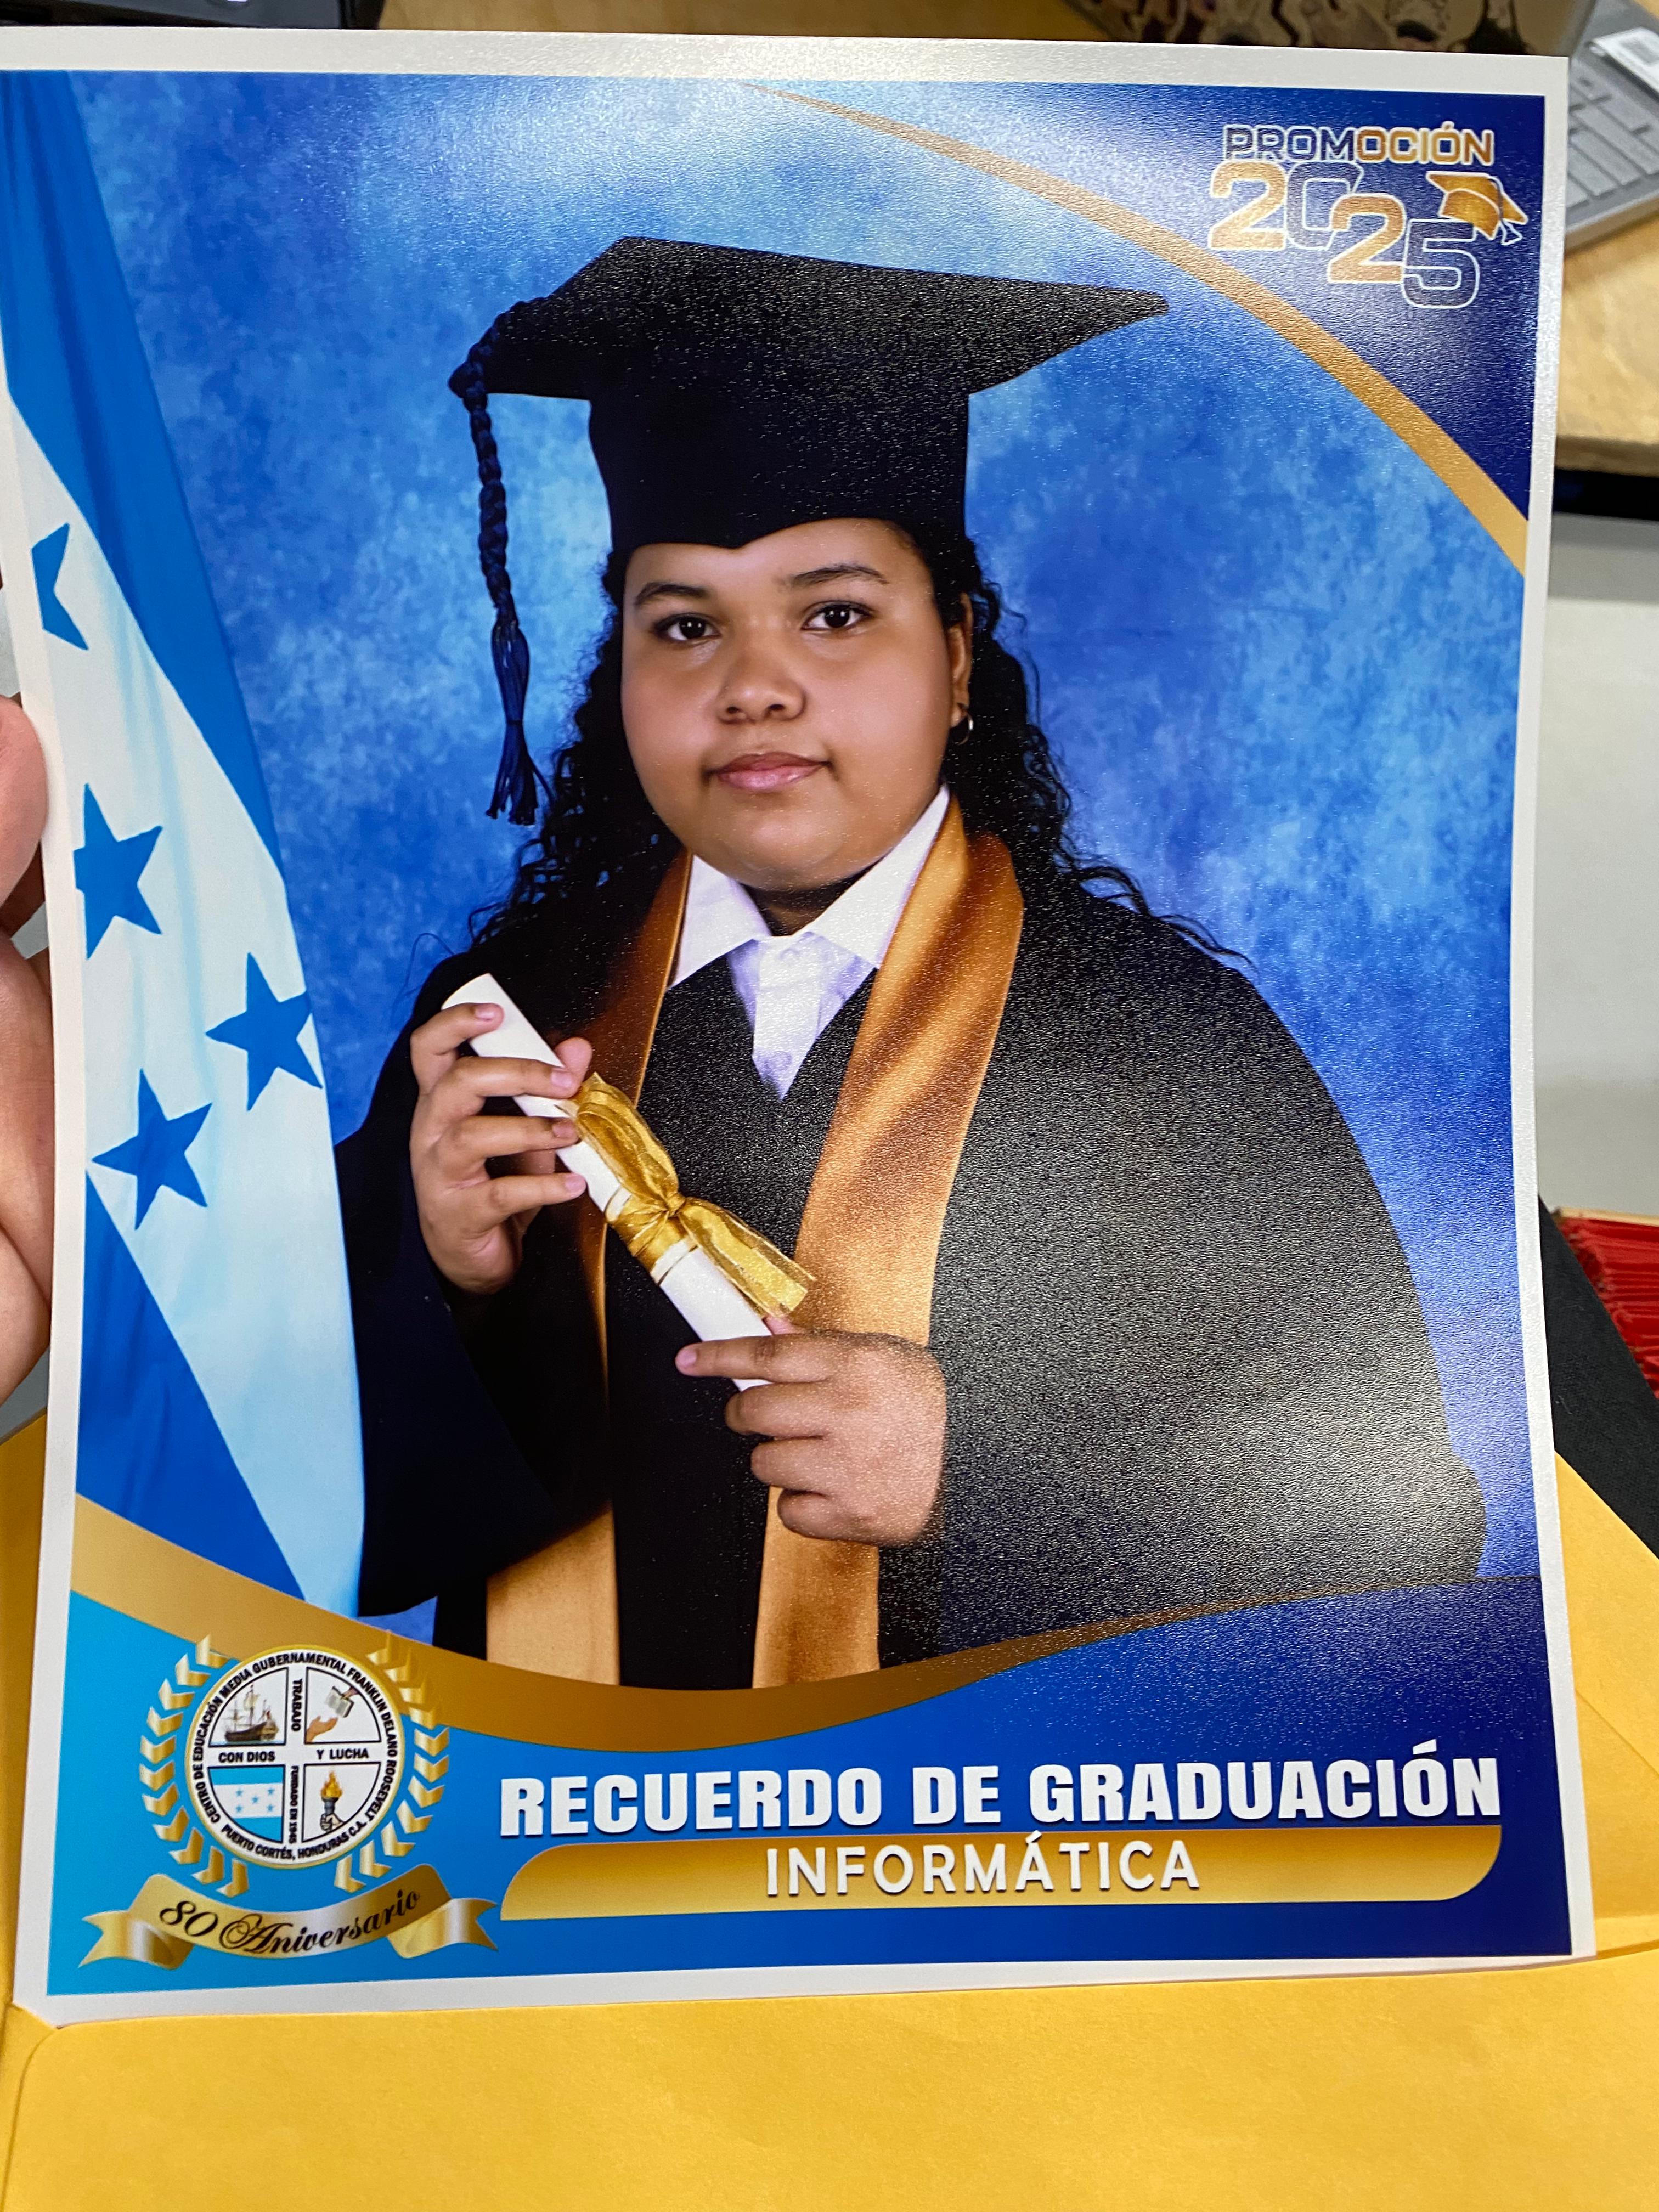 PROMOCIÓN
2025
CENTRO DE EDUCACIÓN MEDIA GUBERNAMENTAL FRANKLIN DELANO ROOSEVELT
TRABAJO
CON DIOS Y LUCHA
FUNDADO EN 1945
PUERTO CORTÉS, HONDURAS C.A.
80 Aniversario
RECUERDO DE GRADUACIÓN
INFORMÁTICA